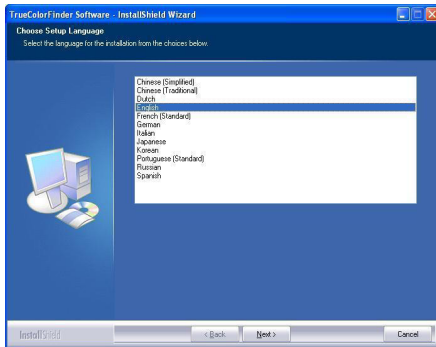 TrueColorFinder Software - InstallShield Wizard
Choose Setup Language
Select the language for the installation from the choices below.
Chinese (Simplified)
Chinese (Traditional)
Dutch
English
French (Standard)
German
Italian
Japanese
Korean
Portuguese (Standard)
Russian
Spanish
InstallShield
< Back
Next >
Cancel